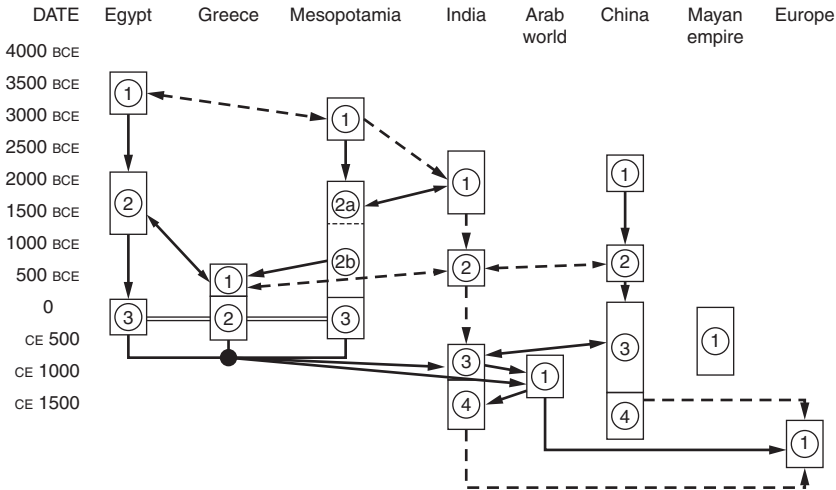 DATE Egypt Greece Mesopotamia India Arab world China Mayan empire Europe
4000 BCE
3500 BCE
1
3000 BCE
1
2500 BCE
2000 BCE
1 1
2 2a
1500 BCE
1000 BCE
2b 2 2
500 BCE
1
0
3 2 3
CE 500
3 1
3
CE 1000
1
CE 1500
4 4
1